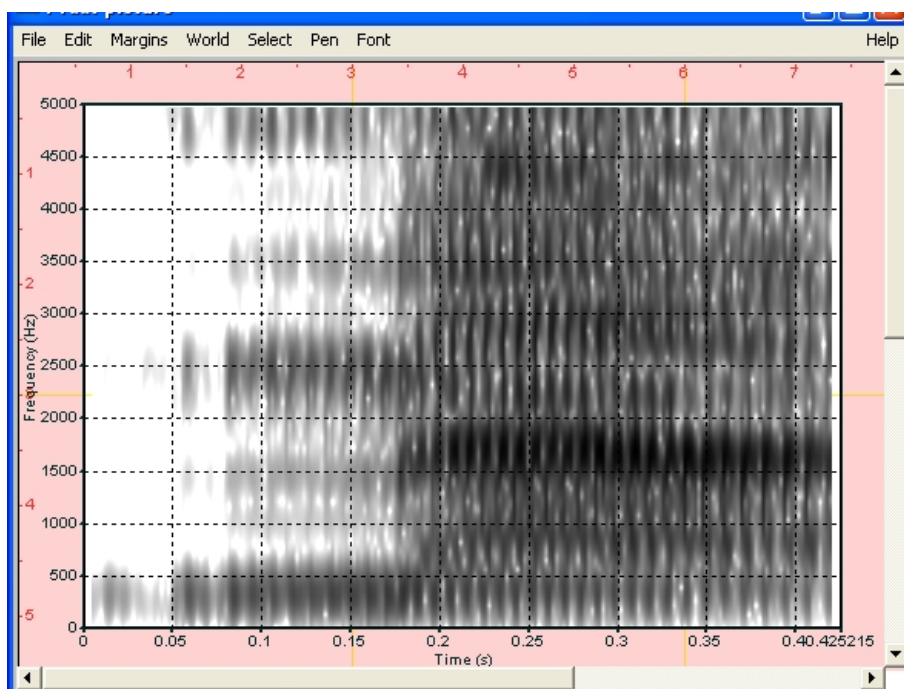 Praat picture
File Edit Margins World Select Pen Font Help
1 2 3 4 5 6 7
5000
4500
1
4000
3500
2
3000
2500
Frequency (Hz)
2000
1500
4
1000
500
5
0
0 0.05 0.1 0.15 0.2 0.25 0.3 0.35 0.40.425215
Time (s)